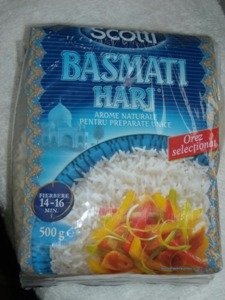 Scotti
BASMATI
HARI
AROME NATURALE
PENTRU PREPARATE UNICE
Orez
selecționat
FIERBERE
14-16
MIN.
500 g e